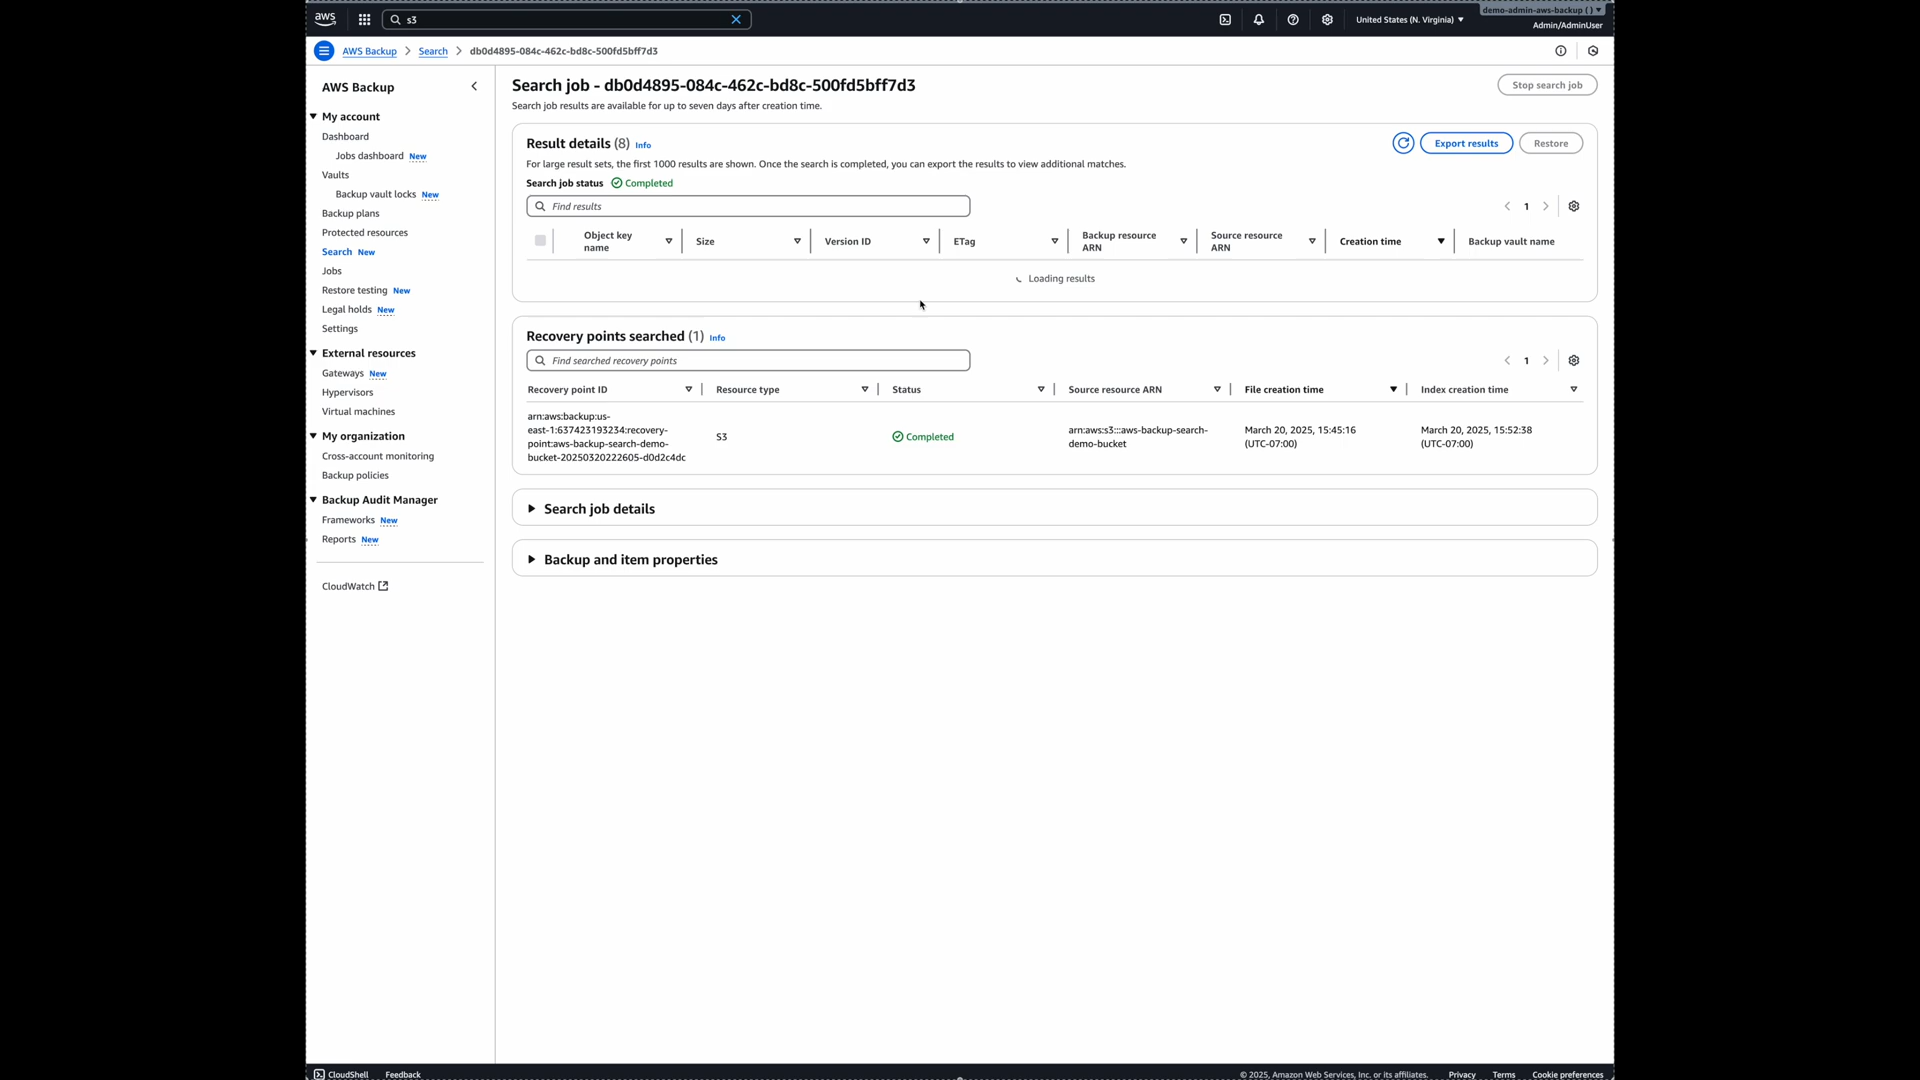 aws
s3
demo-admin-aws-backup ( ) ▾
United States (N. Virginia) ▼
Admin/AdminUser
AWS Backup > Search > db0d4895-084c-462c-bd8c-500fd5bff7d3
AWS Backup
My account
Dashboard
Jobs dashboard New
Vaults
Backup vault locks New
Backup plans
Protected resources
Search New
Jobs
Restore testing New
Legal holds New
Settings
External resources
Gateways New
Hypervisors
Virtual machines
My organization
Cross-account monitoring
Backup policies
Backup Audit Manager
Frameworks New
Reports New
CloudWatch
Search job - db0d4895-084c-462c-bd8c-500fd5bff7d3
Stop search job
Search job results are available for up to seven days after creation time.
Result details (8) Info
Export results
Restore
For large result sets, the first 1000 results are shown. Once the search is completed, you can export the results to view additional matches.
Search job status Completed
Find results
1
Object key
name
Size
Version ID
ETag
Backup resource
ARN
Source resource
ARN
Creation time
Backup vault name
Loading results
Recovery points searched (1) Info
Find searched recovery points
1
Recovery point ID
Resource type
Status
Source resource ARN
File creation time
Index creation time
arn:aws:backup:us-
east-1:637423193234:recovery-
point:aws-backup-search-demo-
bucket-20250320222605-d0d2c4dc
S3
Completed
arn:aws:s3:::aws-backup-search-
demo-bucket
March 20, 2025, 15:45:16
(UTC-07:00)
March 20, 2025, 15:52:38
(UTC-07:00)
Search job details
Backup and item properties
CloudShell
Feedback
© 2025, Amazon Web Services, Inc. or its affiliates.
Privacy
Terms
Cookie preferences